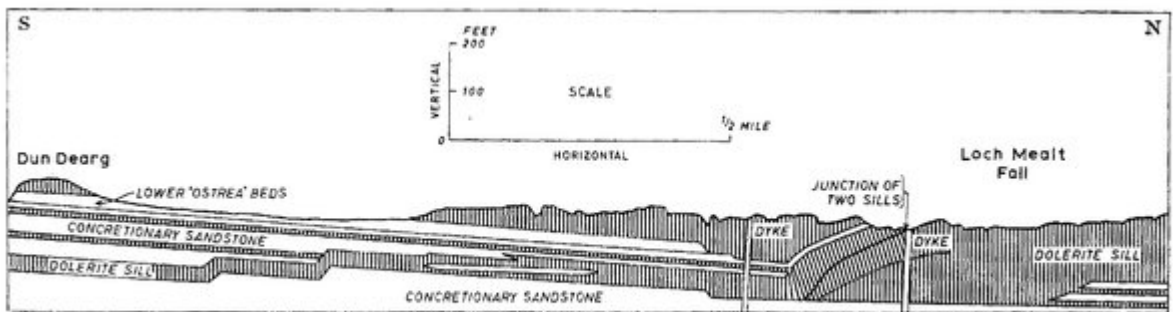 S
N
FEET
200
100
0
VERTICAL
SCALE
1/2 MILE
HORIZONTAL
Dun Dearg
Loch Mealt
Fall
LOWER "OSTREA" BEDS
JUNCTION OF
TWO SILLS
CONCRETIONARY SANDSTONE
DYKE
DYKE
DOLERITE SILL
DOLERITE SILL
CONCRETIONARY SANDSTONE